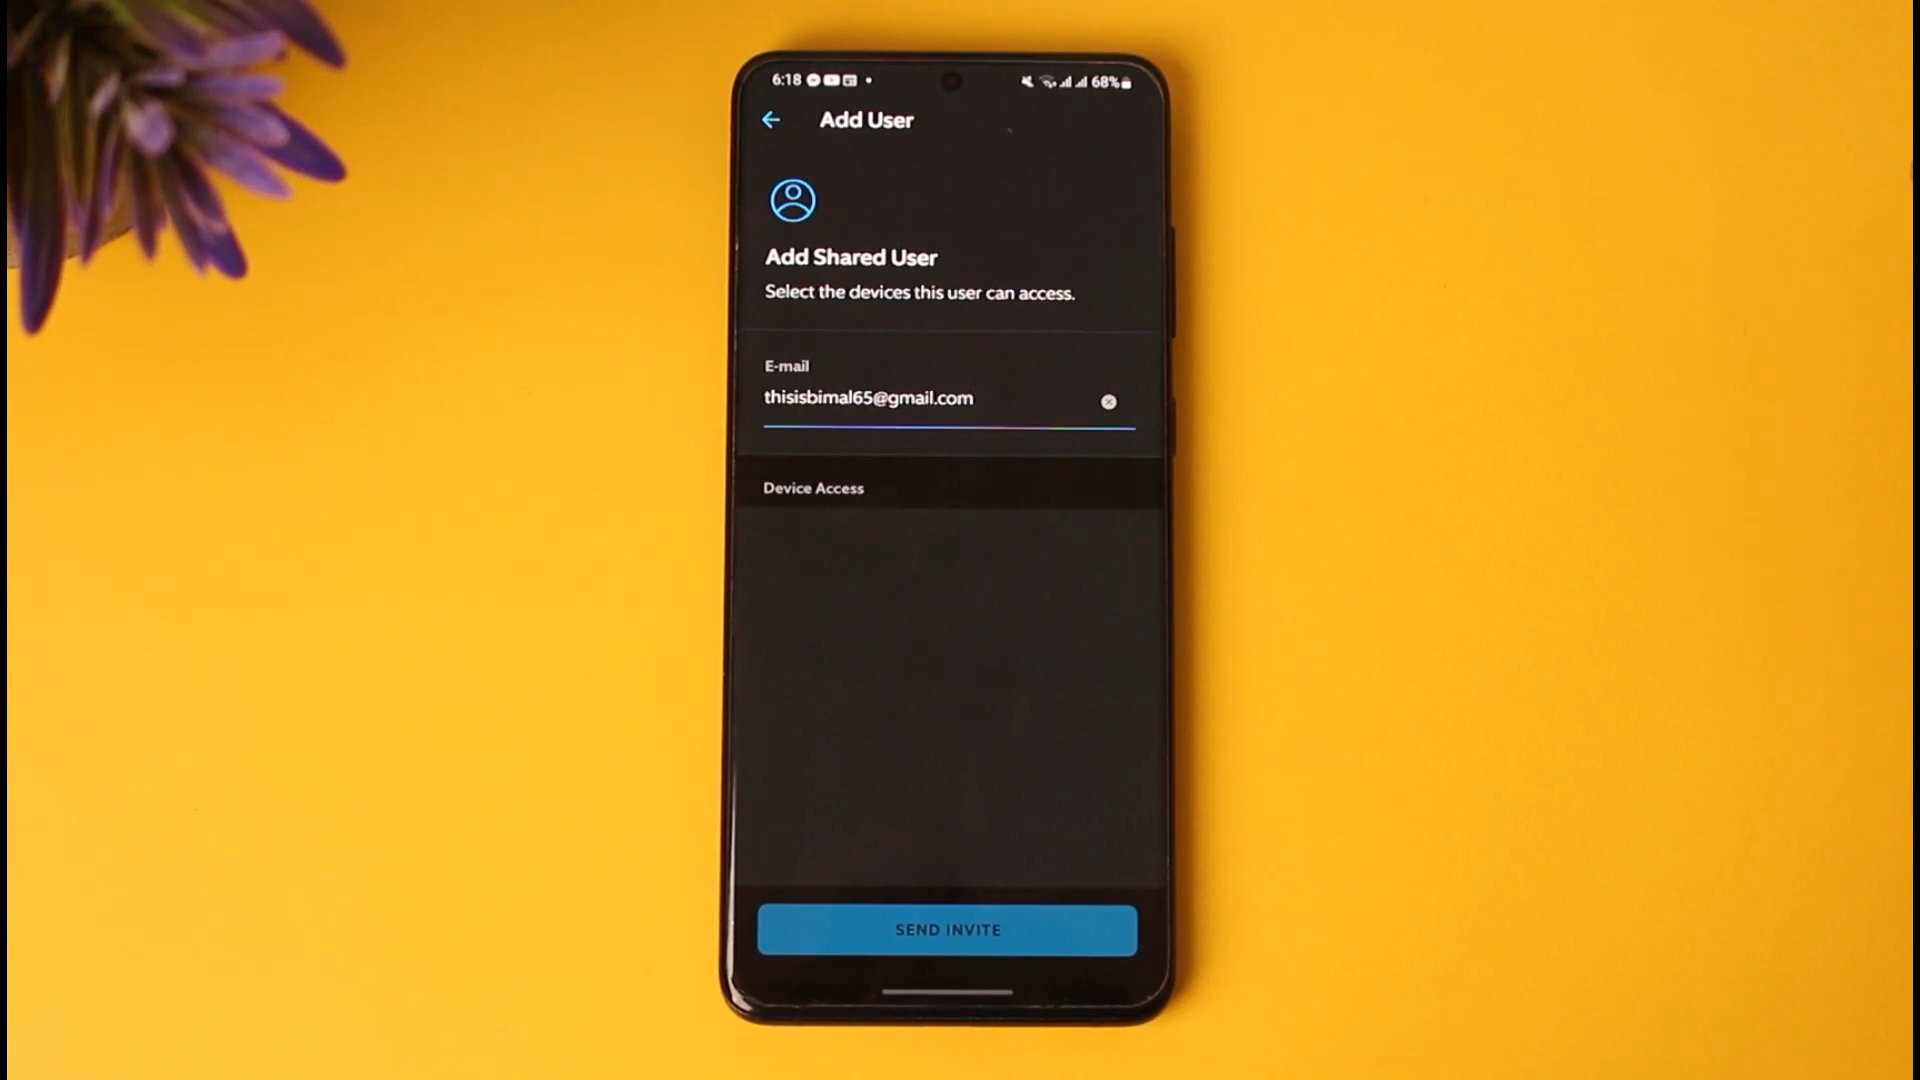 6:18 68%
Add User
Add Shared User
Select the devices this user can access.
E-mail
thisisbimal65@gmail.com
Device Access
SEND INVITE